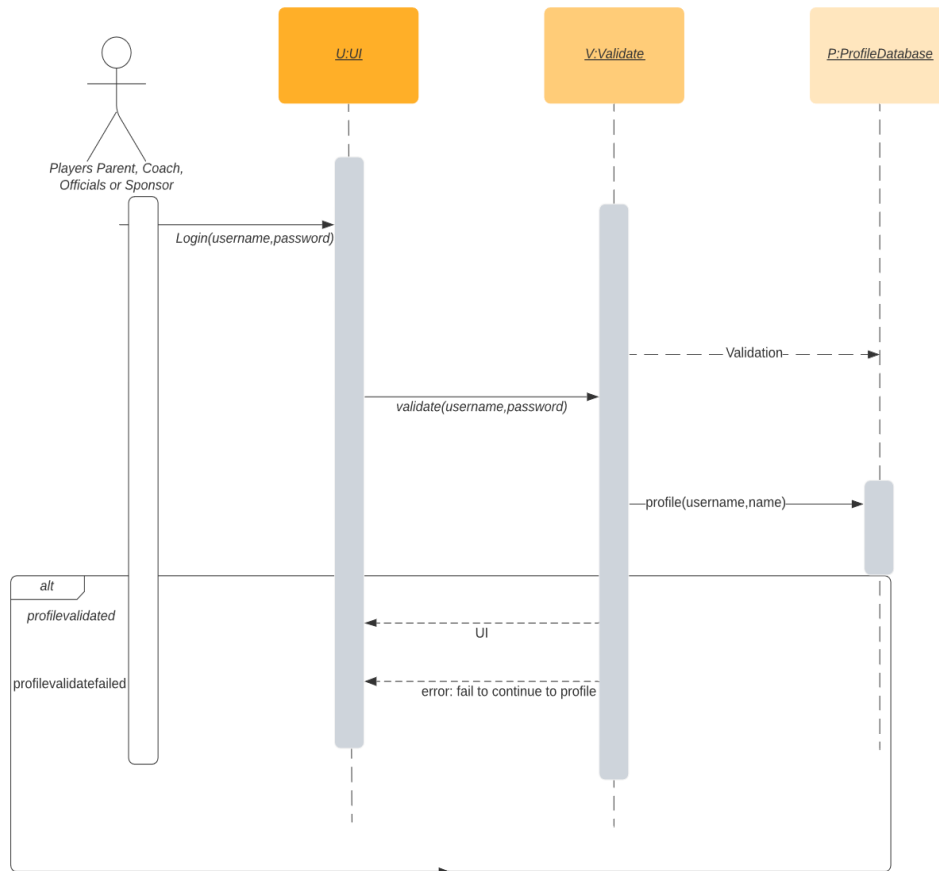 U:UI
V:Validate
P:ProfileDatabase
Players Parent, Coach,
Officials or Sponsor
Login(username,password)
Validation
validate(username,password)
profile(username,name)
alt
profilevalidated
UI
profilevalidatefailed
error: fail to continue to profile